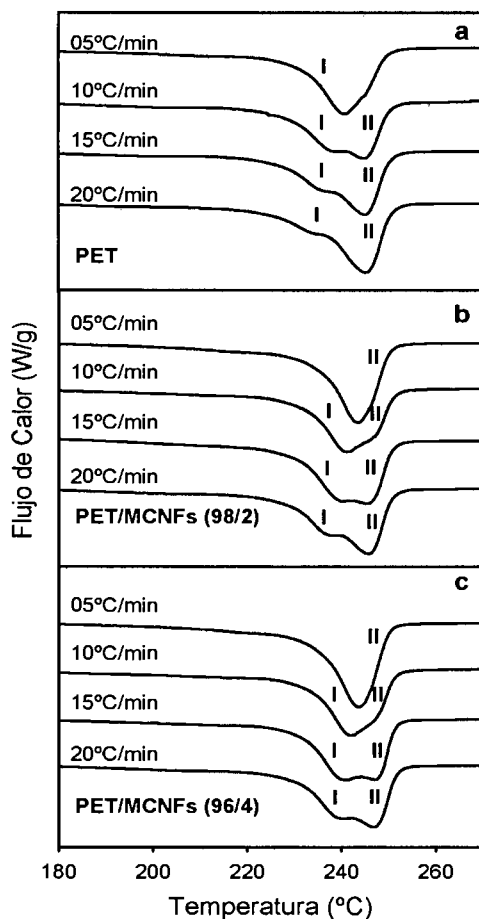 a
05ºC/min
I
10ºC/min
I II
15ºC/min
I II
20ºC/min
I II
PET
b
05ºC/min
II
10ºC/min
I II
15ºC/min
I II
20ºC/min
I II
PET/MCNFs (98/2)
c
05ºC/min
II
10ºC/min
I II
15ºC/min
I II
20ºC/min
I II
PET/MCNFs (96/4)
Flujo de Calor (W/g)
180 200 220 240 260
Temperatura (ºC)